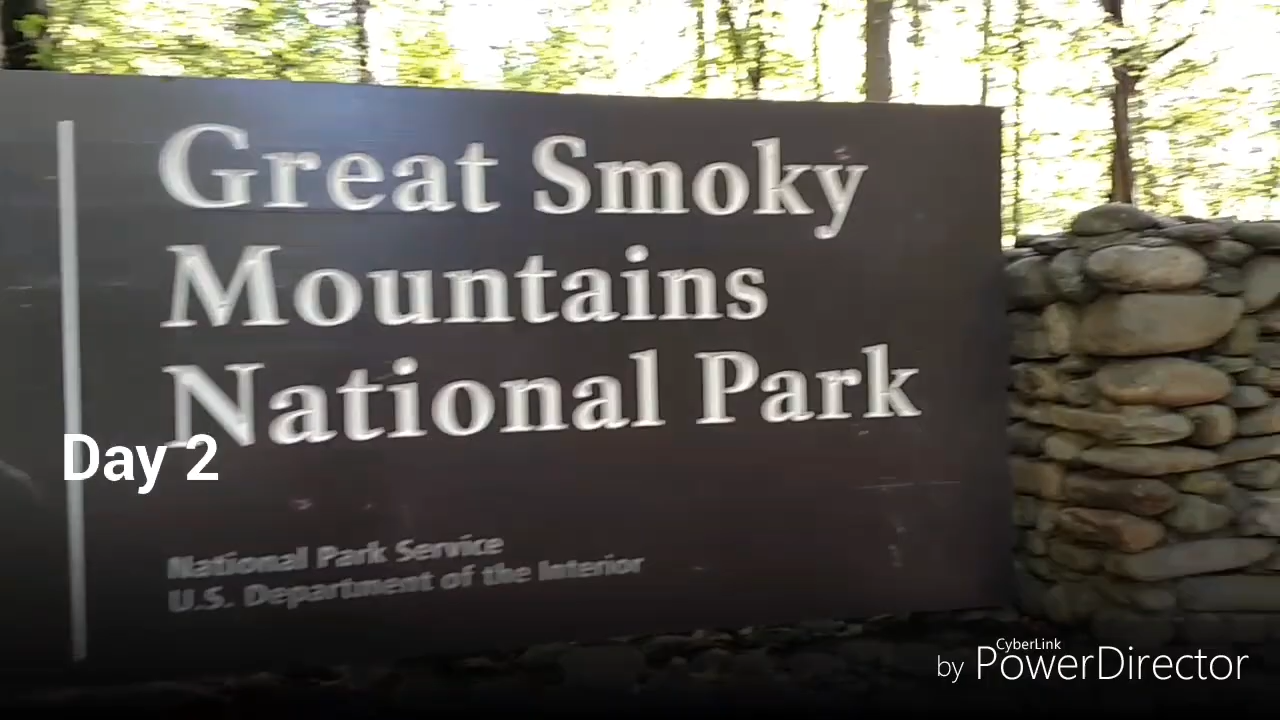 Great Smoky
Mountains
National Park
Day 2
National Park Service
U.S. Department of the Interior
CyberLink
by PowerDirector